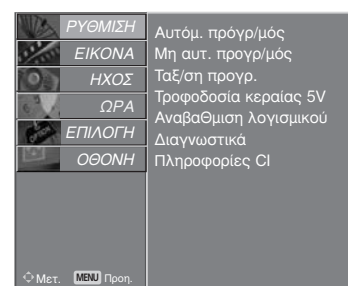 ΡΥΘΜΙΣΗ
ΕΙΚΟΝΑ
ΗΧΟΣ
ΩΡΑ
ΕΠΙΛΟΓΗ
ΟΘΟΝΗ
Αυτόμ. πρόγρ/μός
Μη αυτ. προγρ/μός
Ταξ/ση προγρ.
Τροφοδοσία κεραίας 5V
ΑναβαΘμιση λογισμικού
Διαγνωστικά
Πληροφορίες CI
Μετ. MENU Προη.